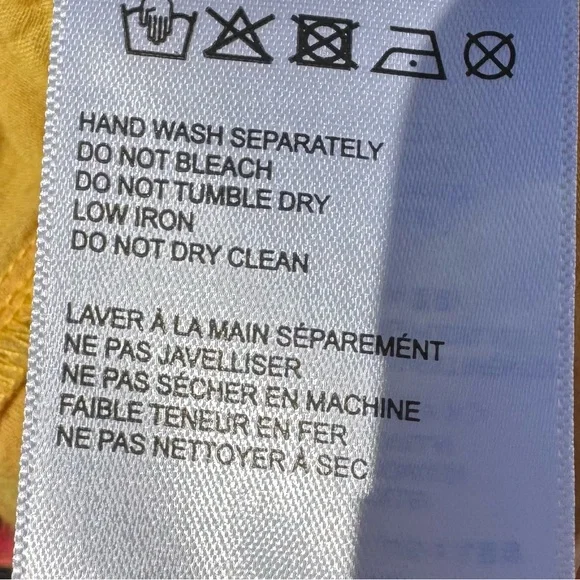 HAND WASH SEPARATELY
DO NOT BLEACH
DO NOT TUMBLE DRY
LOW IRON
DO NOT DRY CLEAN
LAVER À LA MAIN SÉPAREMÉNT
NE PAS JAVELLISER
NE PAS SÉCHER EN MACHINE
FAIBLE TENEUR EN FER
NE PAS NETTOYER À SEC